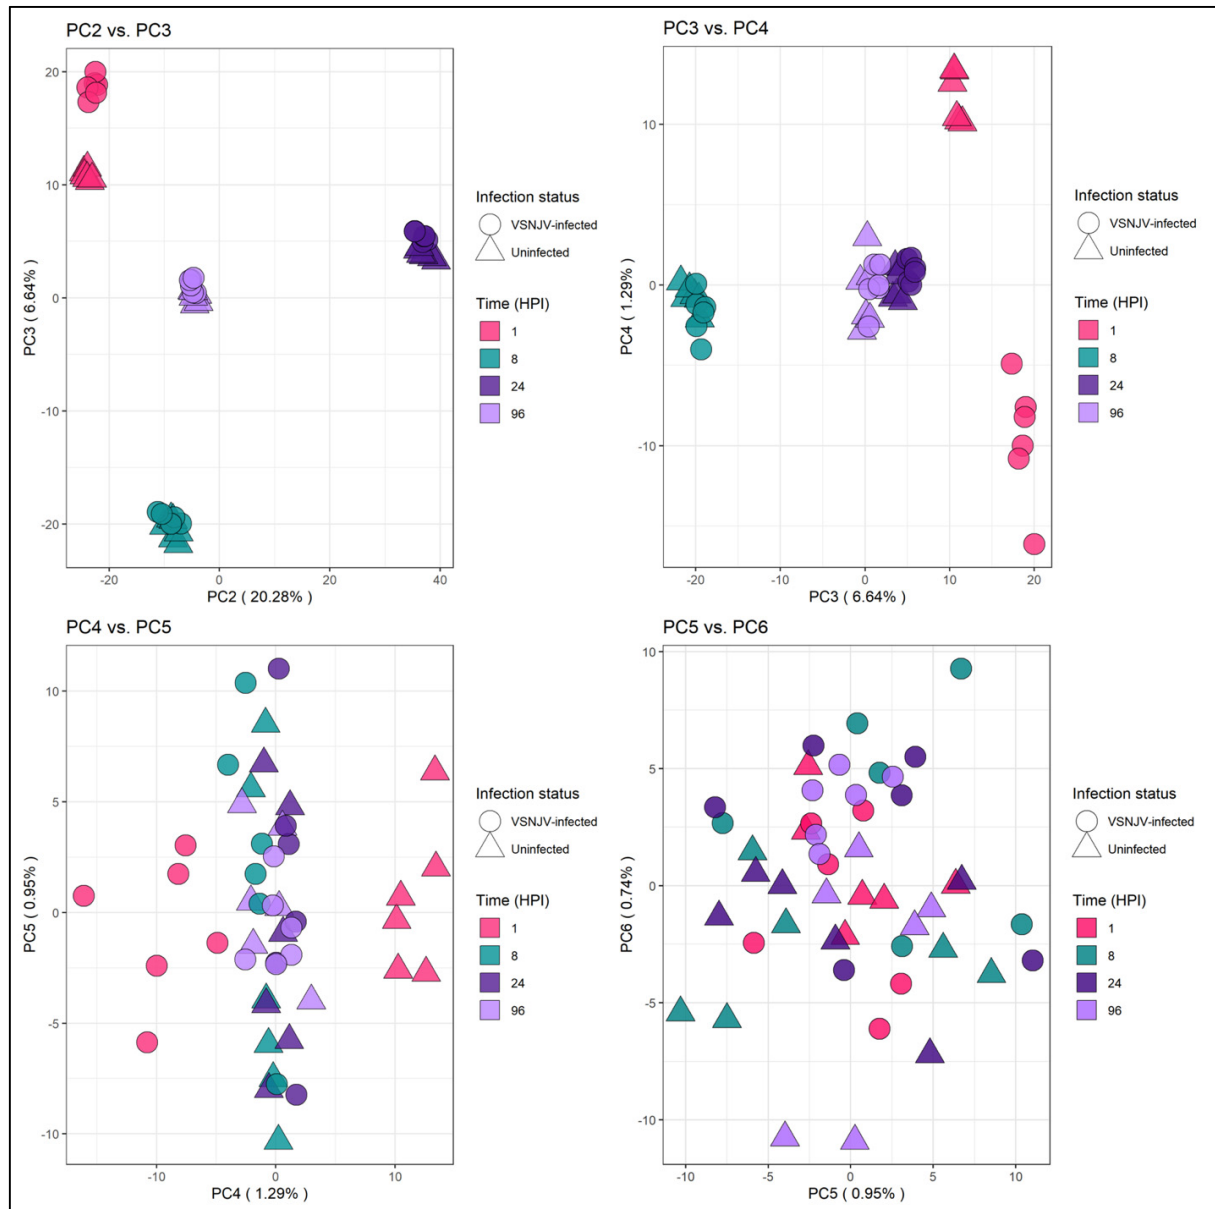 PC2 vs. PC3
20
10
0
-10
-20
PC3 ( 6.64% )
-20
0
20
40
PC2 ( 20.28% )
Infection status
VSNJV-infected
Uninfected
Time (HPI)
1
8
24
96
PC3 vs. PC4
10
0
-10
PC4 ( 1.29% )
-20
-10
0
10
20
PC3 ( 6.64% )
Infection status
VSNJV-infected
Uninfected
Time (HPI)
1
8
24
96
PC4 vs. PC5
10
5
0
-5
-10
PC5 ( 0.95% )
-10
0
10
PC4 ( 1.29% )
Infection status
VSNJV-infected
Uninfected
Time (HPI)
1
8
24
96
PC5 vs. PC6
10
5
0
-5
-10
PC6 ( 0.74% )
-10
-5
0
5
10
PC5 ( 0.95% )
Infection status
VSNJV-infected
Uninfected
Time (HPI)
1
8
24
96